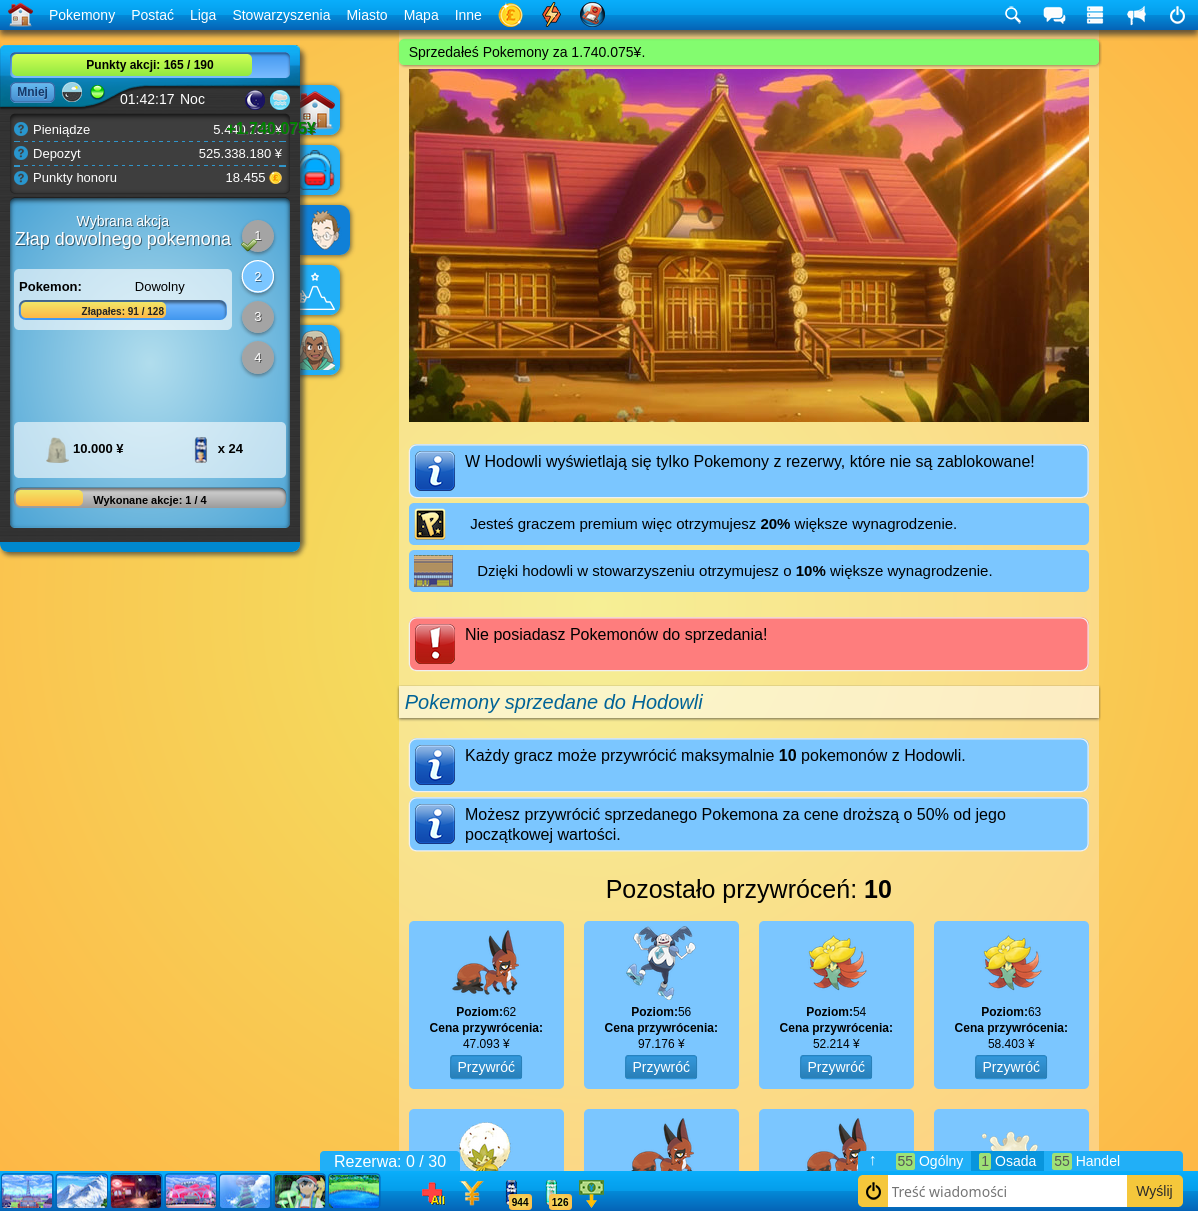 Pokemony Postać Liga Stowarzyszenia Miasto Mapa Inne
Sprzedałeś Pokemony za 1.740.075¥.
Punkty akcji: 165 / 190
Mniej
01:42:17 Noc
Pieniądze
Depozyt 525.338.180 ¥
Punkty honoru 18.455
Wybrana akcja
Złap dowolnego pokemona
1
2
3
4
Pokemon: Dowolny
Złapałeś: 91 / 128
10.000 ¥ x 24
Wykonane akcje: 1 / 4
W Hodowli wyświetlają się tylko Pokemony z rezerwy, które nie są zablokowane!
Jesteś graczem premium więc otrzymujesz 20% większe wynagrodzenie.
Dzięki hodowli w stowarzyszeniu otrzymujesz o 10% większe wynagrodzenie.
Nie posiadasz Pokemonów do sprzedania!
Pokemony sprzedane do Hodowli
Każdy gracz może przywrócić maksymalnie 10 pokemonów z Hodowli.
Możesz przywrócić sprzedanego Pokemona za cene droższą o 50% od jego
początkowej wartości.
Pozostało przywróceń: 10
Poziom:62 Poziom:56 Poziom:54 Poziom:63
Cena przywrócenia: Cena przywrócenia: Cena przywrócenia: Cena przywrócenia:
47.093 ¥ 97.176 ¥ 52.214 ¥ 58.403 ¥
Przywróć Przywróć Przywróć Przywróć
Rezerwa: 0 / 30
↑ 55 Ogólny 1 Osada 55 Handel
All 944 126
Treść wiadomości Wyślij